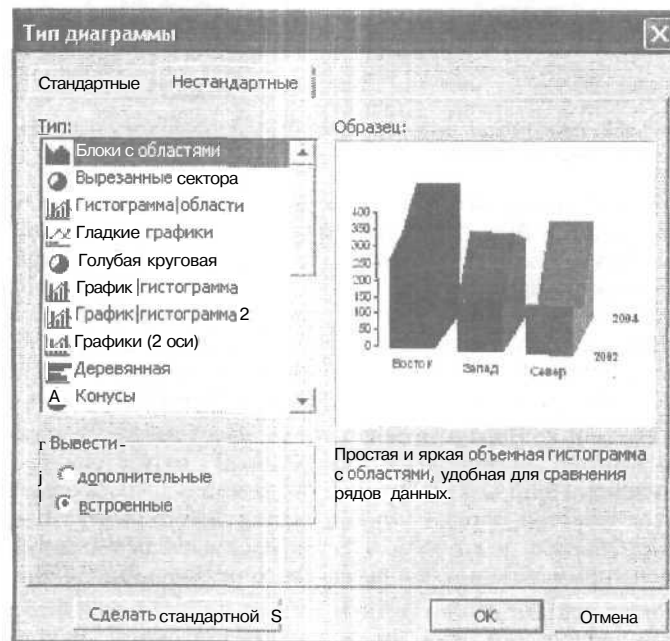 Тип диаграммы
Стандартные Нестандартные
Тип:
Образец:
Блоки с областями
Вырезанные сектора
Гистограмма|области
Гладкие графики
Голубая круговая
График|гистограмма
График|гистограмма 2
Графики (2 оси)
Деревянная
Конусы
400
350
300
250
200
150
100
50
0
Восток Запад Север
2002
2004
Вывести
дополнительные
встроенные
Простая и яркая объемная гистограмма
с областями, удобная для сравнения
рядов данных.
Сделать стандартной S
OK
Отмена